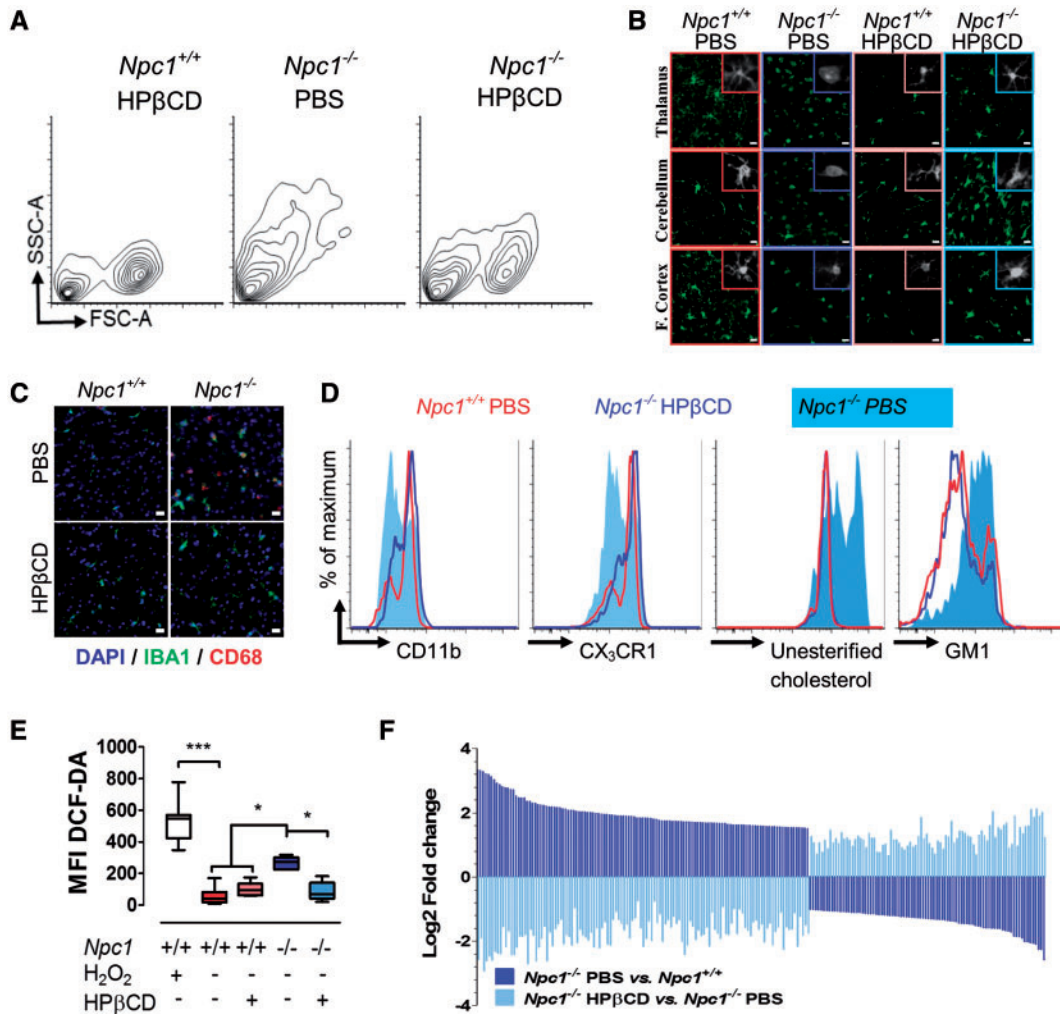 A
Npc1+/+
HPβCD
Npc1-/-
PBS
Npc1-/-
HPβCD
SSC-A
FSC-A
B
Npc1+/+
PBS
Npc1-/-
PBS
Npc1+/+
HPβCD
Npc1-/-
HPβCD
Thalamus
Cerebellum
F. Cortex
C
Npc1+/+
Npc1-/-
PBS
HPβCD
DAPI / IBA1 / CD68
D
Npc1+/+ PBS
Npc1-/- HPβCD
Npc1-/- PBS
% of maximum
CD11b
CX3CR1
Unesterified
cholesterol
GM1
E
MFI DCF-DA
1000
800
600
400
200
0
***
*
*
Npc1 +/+ +/+ +/+ -/- -/-
H2O2 + - - - -
HPβCD - - + - +
F
Log2 Fold change
4
2
0
-2
-4
Npc1-/- PBS vs. Npc1+/+
Npc1-/- HPβCD vs. Npc1-/- PBS